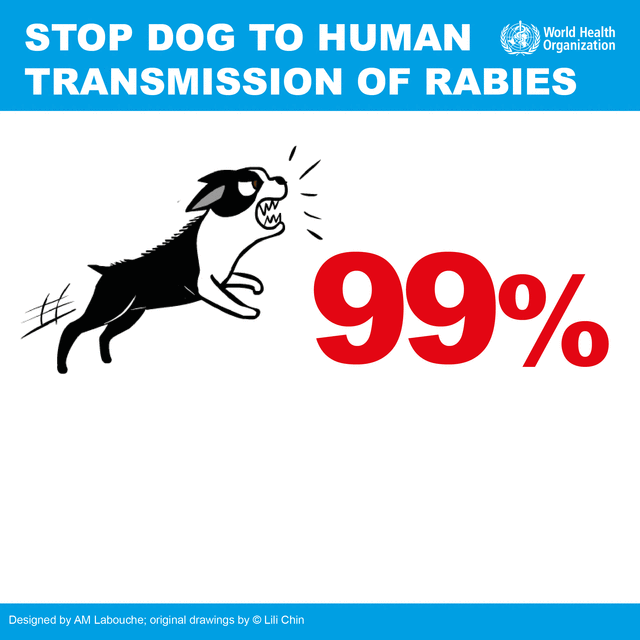 STOP DOG TO HUMAN
TRANSMISSION OF RABIES
World Health
Organization
99%
Designed by AM Labouche; original drawings by © Lili Chin